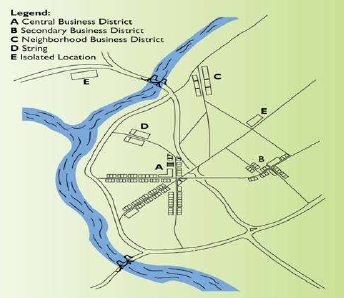 Legend:
A Central Business District
B Secondary Business District
C Neighborhood Business District
D String
E Isolated Location
E
C
E
D
A
B